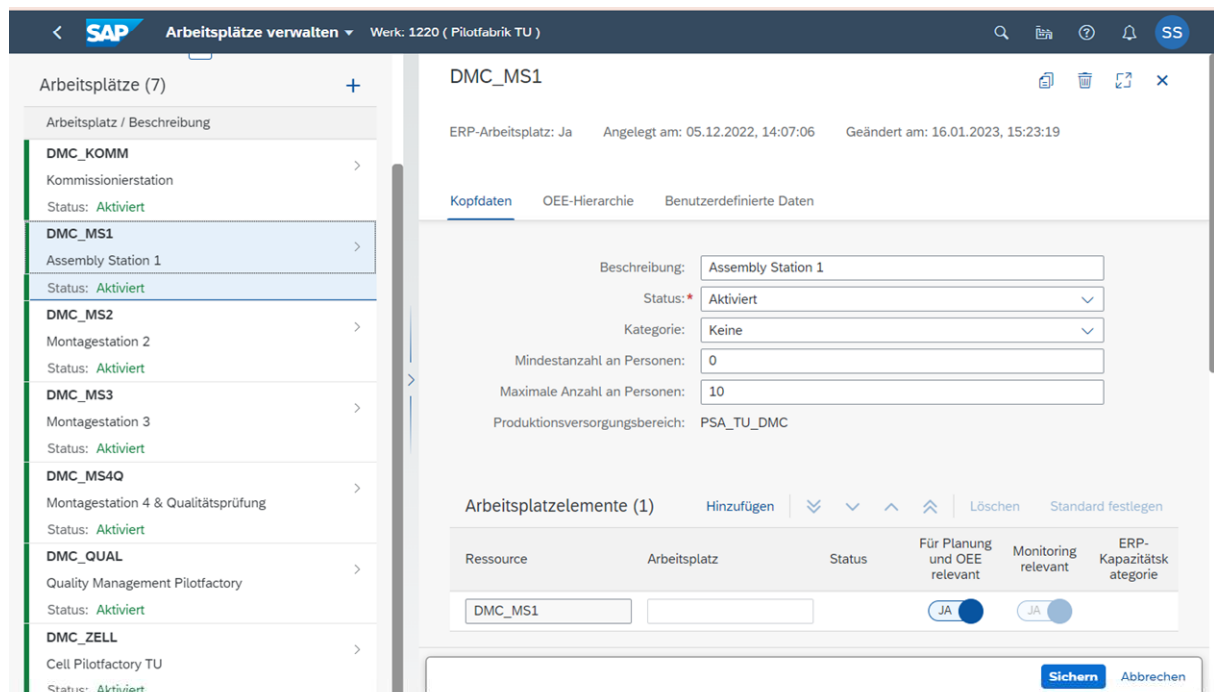 SAP Arbeitsplätze verwalten Werk: 1220 ( Pilotfabrik TU ) SS
Arbeitsplätze (7)
Arbeitsplatz / Beschreibung
DMC_KOMM
Kommissionierstation
Status: Aktiviert
DMC_MS1
Assembly Station 1
Status: Aktiviert
DMC_MS2
Montagestation 2
Status: Aktiviert
DMC_MS3
Montagestation 3
Status: Aktiviert
DMC_MS4Q
Montagestation 4 & Qualitätsprüfung
Status: Aktiviert
DMC_QUAL
Quality Management Pilotfactory
Status: Aktiviert
DMC_ZELL
Cell Pilotfactory TU
Status: Aktiviert
DMC_MS1
ERP-Arbeitsplatz: Ja Angelegt am: 05.12.2022, 14:07:06 Geändert am: 16.01.2023, 15:23:19
Kopfdaten OEE-Hierarchie Benutzerdefinierte Daten
Beschreibung: Assembly Station 1
Status:* Aktiviert
Kategorie: Keine
Mindestanzahl an Personen: 0
Maximale Anzahl an Personen: 10
Produktionsversorgungsbereich: PSA_TU_DMC
Arbeitsplatzelemente (1) Hinzufügen Löschen Standard festlegen
Ressource Arbeitsplatz Status Für Planung und OEE relevant Monitoring relevant ERP-Kapazitätskategorie
DMC_MS1 JA JA
Sichern Abbrechen